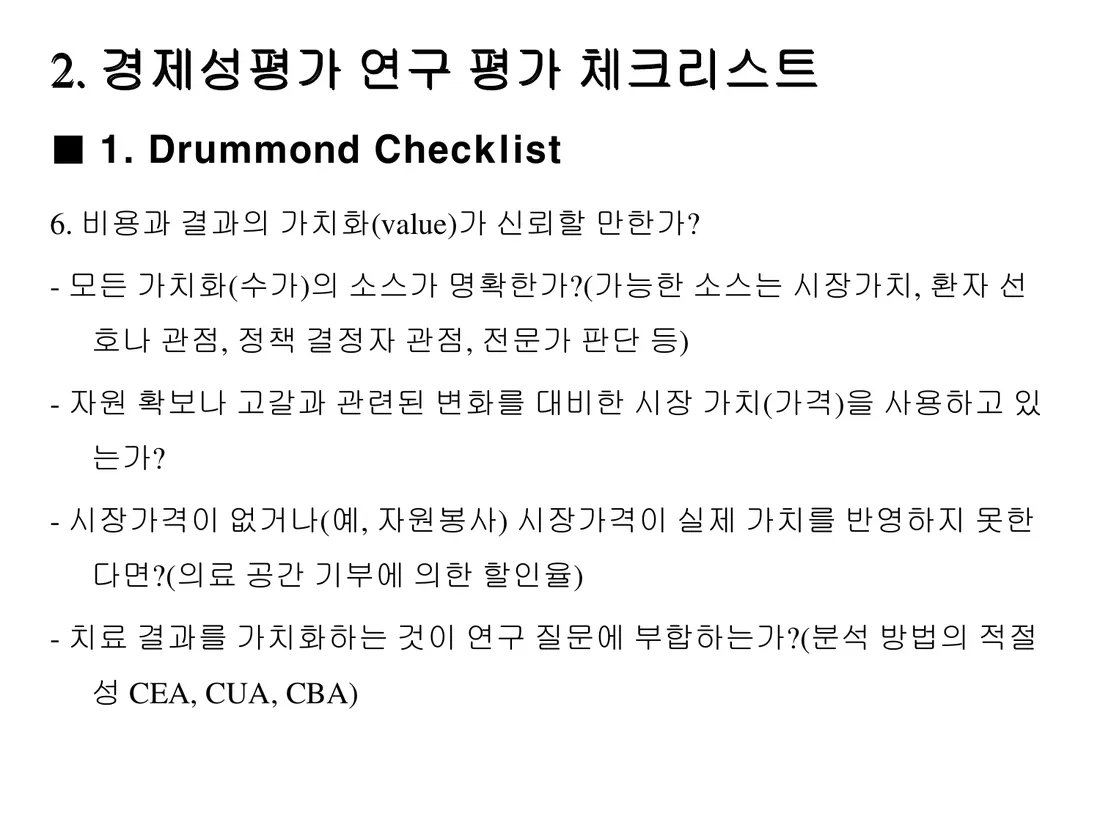 2. 경제성평가 연구 평가 체크리스트
■ 1. Drummond Checklist
6. 비용과 결과의 가치화(value)가 신뢰할 만한가?
- 모든 가치화(수가)의 소스가 명확한가?(가능한 소스는 시장가치, 환자 선
호나 관점, 정책 결정자 관점, 전문가 판단 등)
- 자원 확보나 고갈과 관련된 변화를 대비한 시장 가치(가격)을 사용하고 있
는가?
- 시장가격이 없거나(예, 자원봉사) 시장가격이 실제 가치를 반영하지 못한
다면?(의료 공간 기부에 의한 할인율)
- 치료 결과를 가치화하는 것이 연구 질문에 부합하는가?(분석 방법의 적절
성 CEA, CUA, CBA)